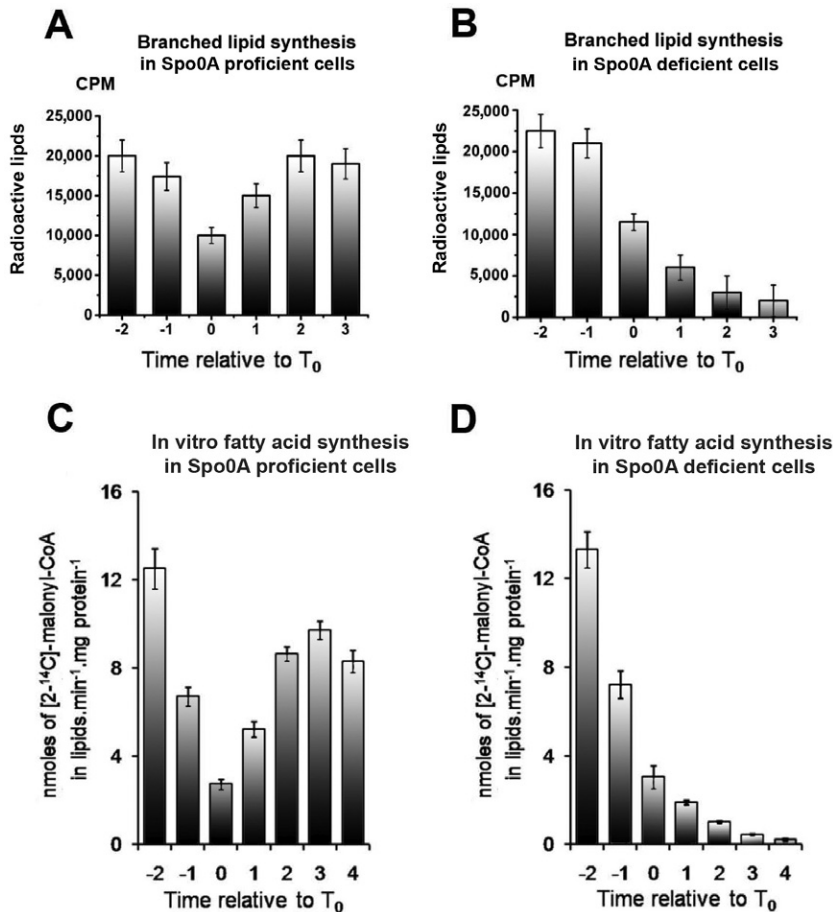 A
Branched lipid synthesis
in Spo0A proficient cells
CPM
Radioactive lipds
25,000
20,000
15,000
10,000
5,000
0
-2 -1 0 1 2 3
Time relative to T0
B
Branched lipid synthesis
in Spo0A deficient cells
CPM
Radioactive lipds
25,000
20,000
15,000
10,000
5,000
0
-2 -1 0 1 2 3
Time relative to T0
C
In vitro fatty acid synthesis
in Spo0A proficient cells
nmoles of [2-¹⁴C]-malonyl-CoA
in lipids.min⁻¹.mg protein⁻¹
16
12
8
4
0
-2 -1 0 1 2 3 4
Time relative to T0
D
In vitro fatty acid synthesis
in Spo0A deficient cells
nmoles of [2-¹⁴C]-malonyl-CoA
in lipids.min⁻¹.mg protein⁻¹
16
12
8
4
0
-2 -1 0 1 2 3 4
Time relative to T0